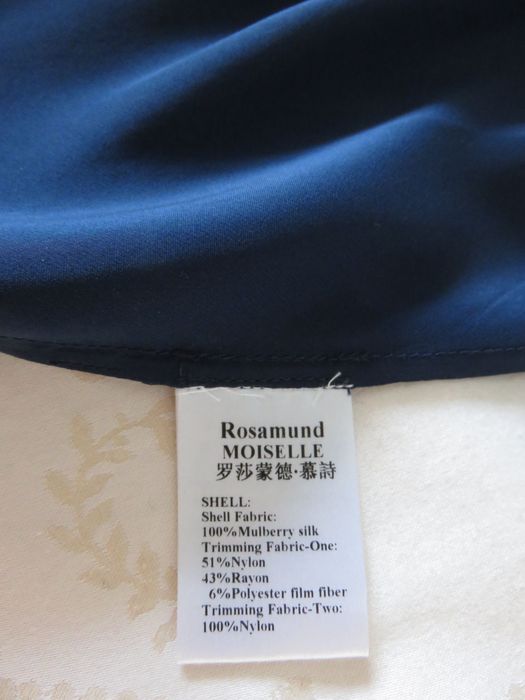 Rosamund
MOISELLE
罗莎蒙德·慕詩
SHELL:
Shell Fabric:
100%Mulberry silk
Trimming Fabric-One:
51%Nylon
43%Rayon
6%Polyester film fiber
Trimming Fabric-Two:
100%Nylon